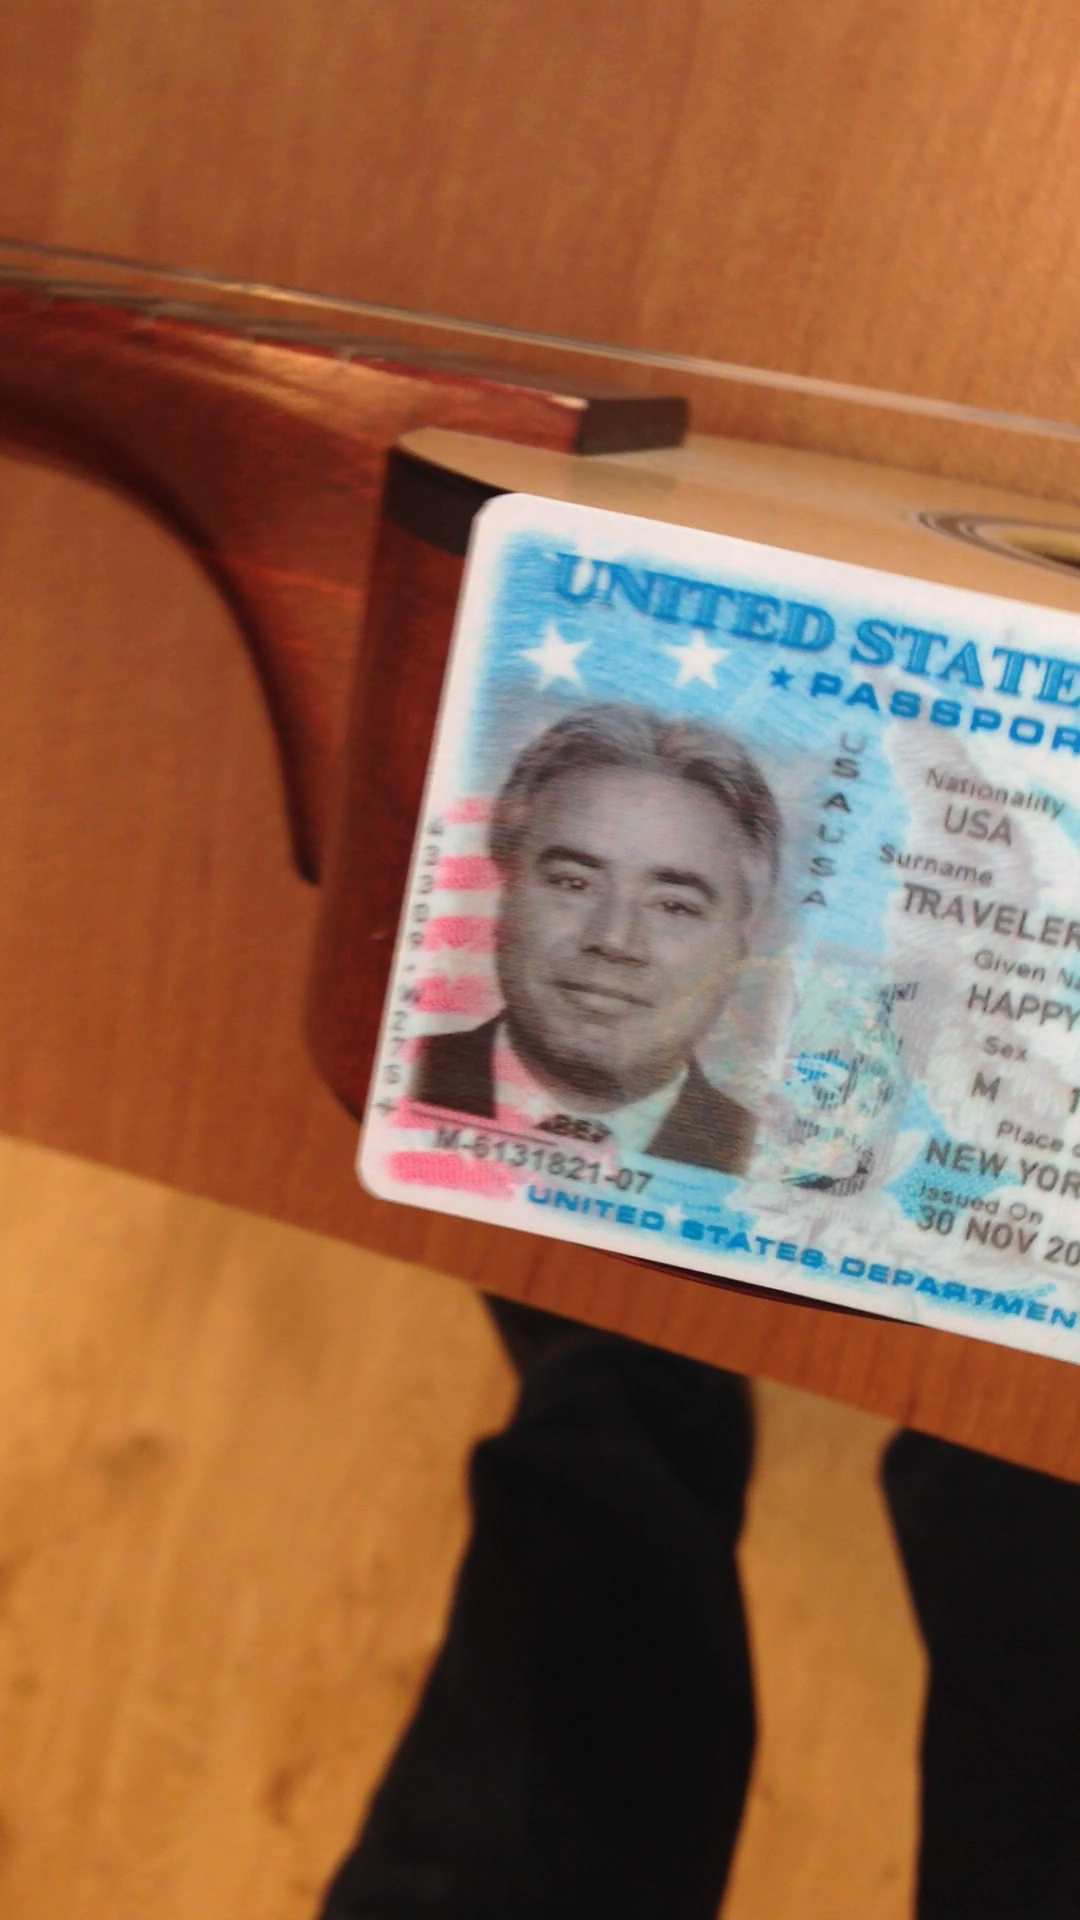 UNITED STATE
★PASSPOR
USAUSA
Nationality
USA
Surname
TRAVELER
Given Na
HAPPY
Sex
M 1
Place o
NEW YOR
Issued On
30 NOV 20
M-6131821-07
UNITED STATES DEPARTMEN